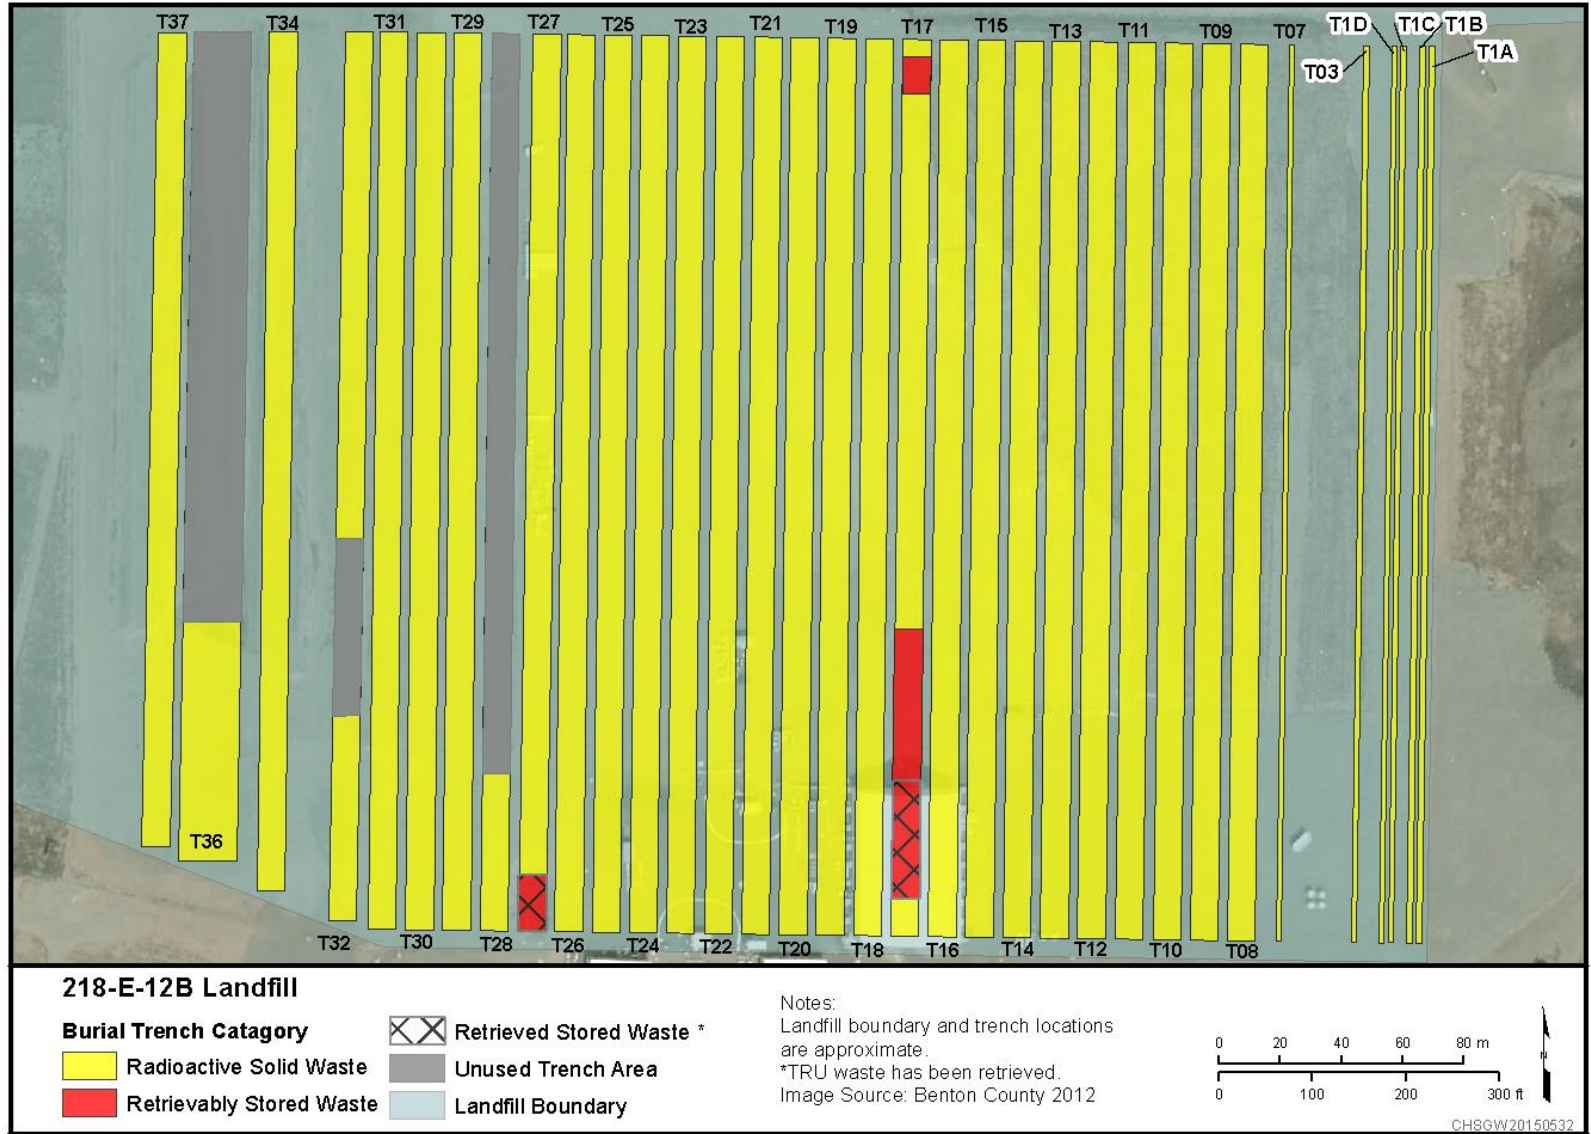 T37 T34 T31 T29 T27 T25 T23 T21 T19 T17 T15 T13 T11 T09 T07 T1D T1C T1B
T1A
T03
T36
T32 T30 T28 T26 T24 T22 T20 T18 T16 T14 T12 T10 T08
218-E-12B Landfill
Burial Trench Catagory
Radioactive Solid Waste
Retrievably Stored Waste
Retrieved Stored Waste *
Unused Trench Area
Landfill Boundary
Notes:
Landfill boundary and trench locations
are approximate.
*TRU waste has been retrieved.
Image Source: Benton County 2012
0 20 40 60 80 m
0 100 200 300 ft
N
CHSGW20150532